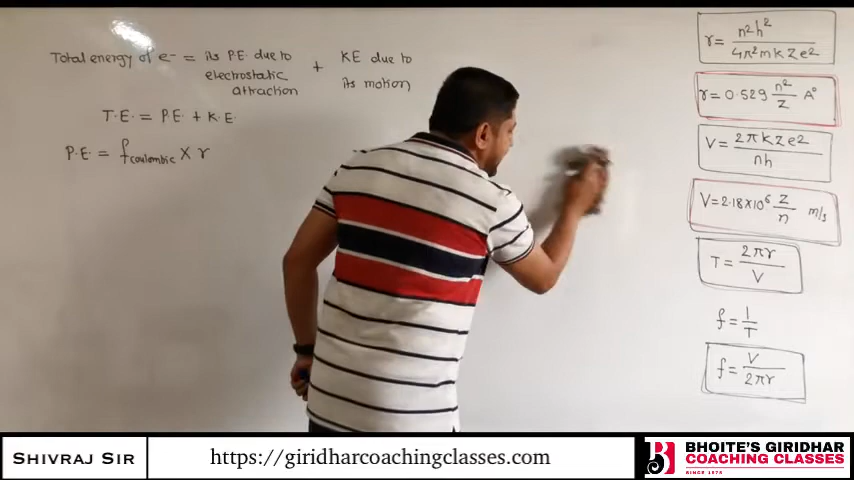 Total energy of e⁻ = its P.E. due to electrostatic attraction + KE due to its motion
T.E. = P.E. + K.E.
P.E. = f coulombic × r
r = n²h² / 4π²mkZe²
r = 0.529 n²/Z A°
V = 2πkZe² / nh
V = 2.18×10⁶ Z/n m/s
T = 2πr / V
f = 1/T
f = V / 2πr
SHIVRAJ SIR
https://giridharcoachingclasses.com
BHOITE'S GIRIDHAR
COACHING CLASSES
SINCE 1975